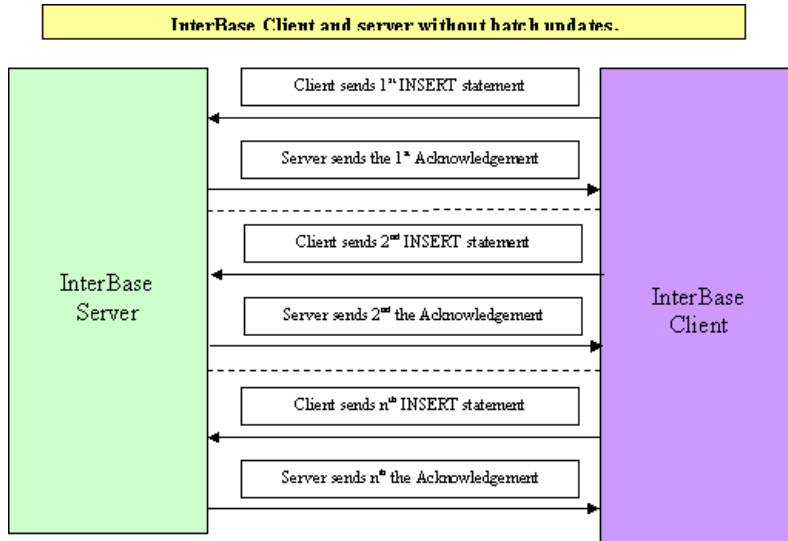 InterBase Client and server without batch updates.
Client sends 1st INSERT statement
Server sends the 1st Acknowledgement
Client sends 2nd INSERT statement
InterBase
Server
InterBase
Client
Server sends 2nd the Acknowledgement
Client sends nth INSERT statement
Server sends nth the Acknowledgement